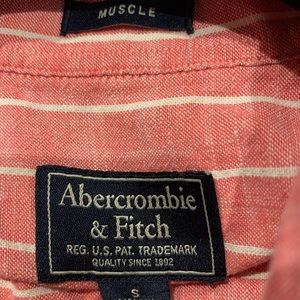 MUSCLE
Abercrombie
& Fitch
REG. U.S. PAT. TRADEMARK
QUALITY SINCE 1892
S